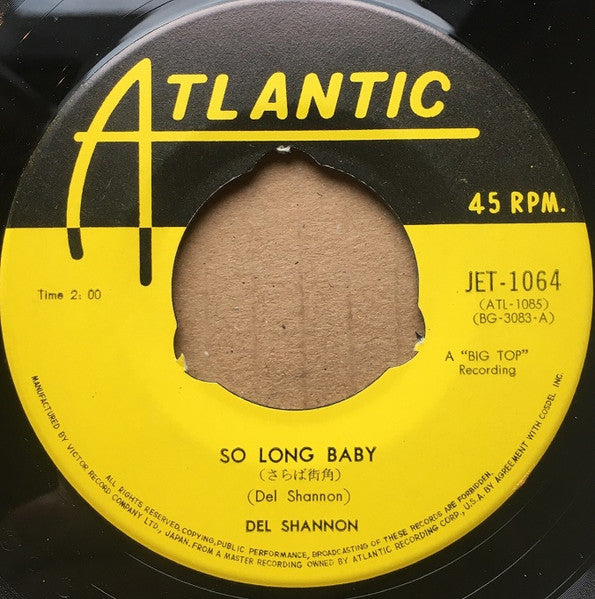 ATLANTIC
45 RPM.
Time 2: 00
JET-1064
(ATL-1085)
(BG-3083-A)
A "BIG TOP"
Recording
SO LONG BABY
(さらば街角)
(Del Shannon)
DEL SHANNON
MANUFACTURED BY VICTOR RECORD COMPANY LTD., JAPAN. FROM A MASTER RECORDING OWNED BY ATLANTIC RECORDING CORP., U.S.A. BY AGREEMENT WITH COSDEL INC.
ALL RIGHTS RESERVED. COPYING, PUBLIC PERFORMANCE, BROADCASTING OF THESE RECORDS ARE FORBIDDEN.